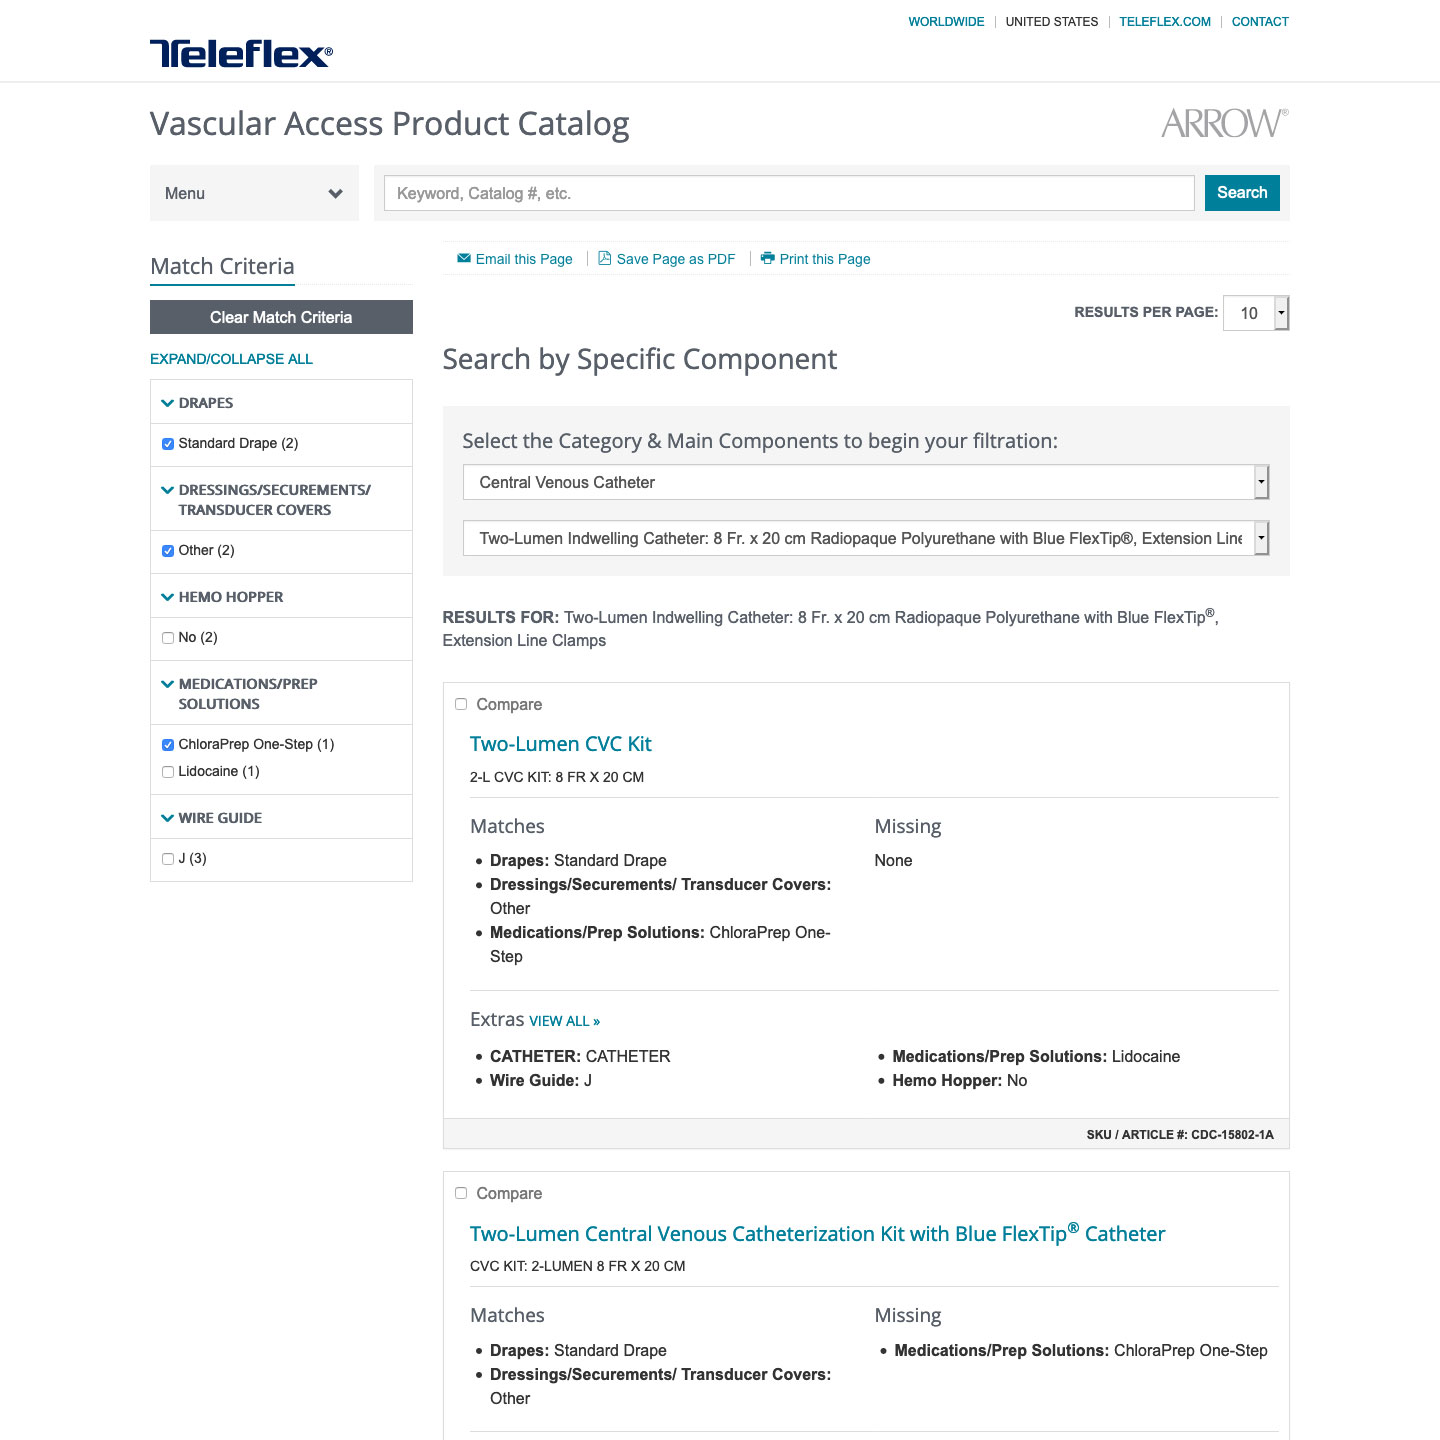 WORLDWIDE UNITED STATES TELEFLEX.COM CONTACT
Teleflex®
Vascular Access Product Catalog
ARROW®
Menu
Keyword, Catalog #, etc.
Search
Match Criteria
Clear Match Criteria
EXPAND/COLLAPSE ALL
DRAPES
Standard Drape (2)
DRESSINGS/SECUREMENTS/
TRANSDUCER COVERS
Other (2)
HEMO HOPPER
No (2)
MEDICATIONS/PREP
SOLUTIONS
ChloraPrep One-Step (1)
Lidocaine (1)
WIRE GUIDE
J (3)
Email this Page
Save Page as PDF
Print this Page
RESULTS PER PAGE: 10
Search by Specific Component
Select the Category & Main Components to begin your filtration:
Central Venous Catheter
Two-Lumen Indwelling Catheter: 8 Fr. x 20 cm Radiopaque Polyurethane with Blue FlexTip®, Extension Line
RESULTS FOR: Two-Lumen Indwelling Catheter: 8 Fr. x 20 cm Radiopaque Polyurethane with Blue FlexTip®,
Extension Line Clamps
Compare
Two-Lumen CVC Kit
2-L CVC KIT: 8 FR X 20 CM
Matches
• Drapes: Standard Drape
• Dressings/Securements/ Transducer Covers:
Other
• Medications/Prep Solutions: ChloraPrep One-
Step
Missing
None
Extras VIEW ALL »
• CATHETER: CATHETER
• Wire Guide: J
• Medications/Prep Solutions: Lidocaine
• Hemo Hopper: No
SKU / ARTICLE #: CDC-15802-1A
Compare
Two-Lumen Central Venous Catheterization Kit with Blue FlexTip® Catheter
CVC KIT: 2-LUMEN 8 FR X 20 CM
Matches
• Drapes: Standard Drape
• Dressings/Securements/ Transducer Covers:
Other
Missing
• Medications/Prep Solutions: ChloraPrep One-Step